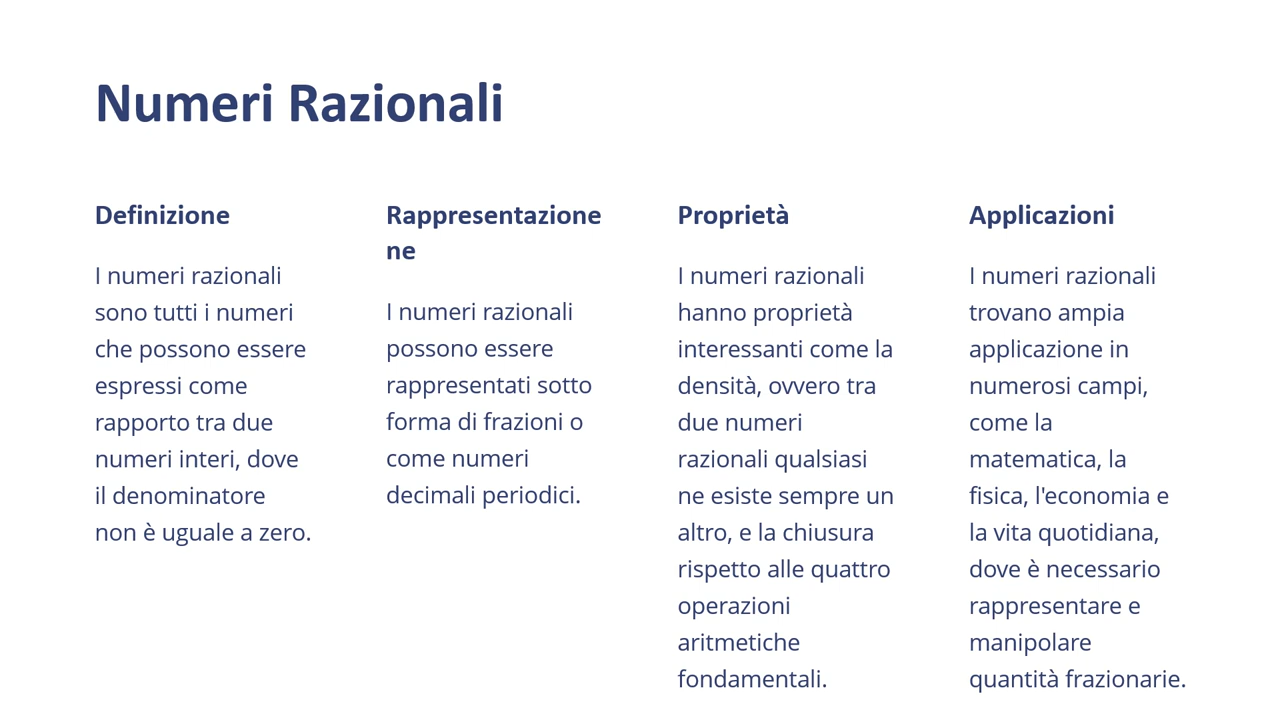 Numeri Razionali
Definizione
I numeri razionali
sono tutti i numeri
che possono essere
espressi come
rapporto tra due
numeri interi, dove
il denominatore
non è uguale a zero.
Rappresentazione
ne
I numeri razionali
possono essere
rappresentati sotto
forma di frazioni o
come numeri
decimali periodici.
Proprietà
I numeri razionali
hanno proprietà
interessanti come la
densità, ovvero tra
due numeri
razionali qualsiasi
ne esiste sempre un
altro, e la chiusura
rispetto alle quattro
operazioni
aritmetiche
fondamentali.
Applicazioni
I numeri razionali
trovano ampia
applicazione in
numerosi campi,
come la
matematica, la
fisica, l'economia e
la vita quotidiana,
dove è necessario
rappresentare e
manipolare
quantità frazionarie.